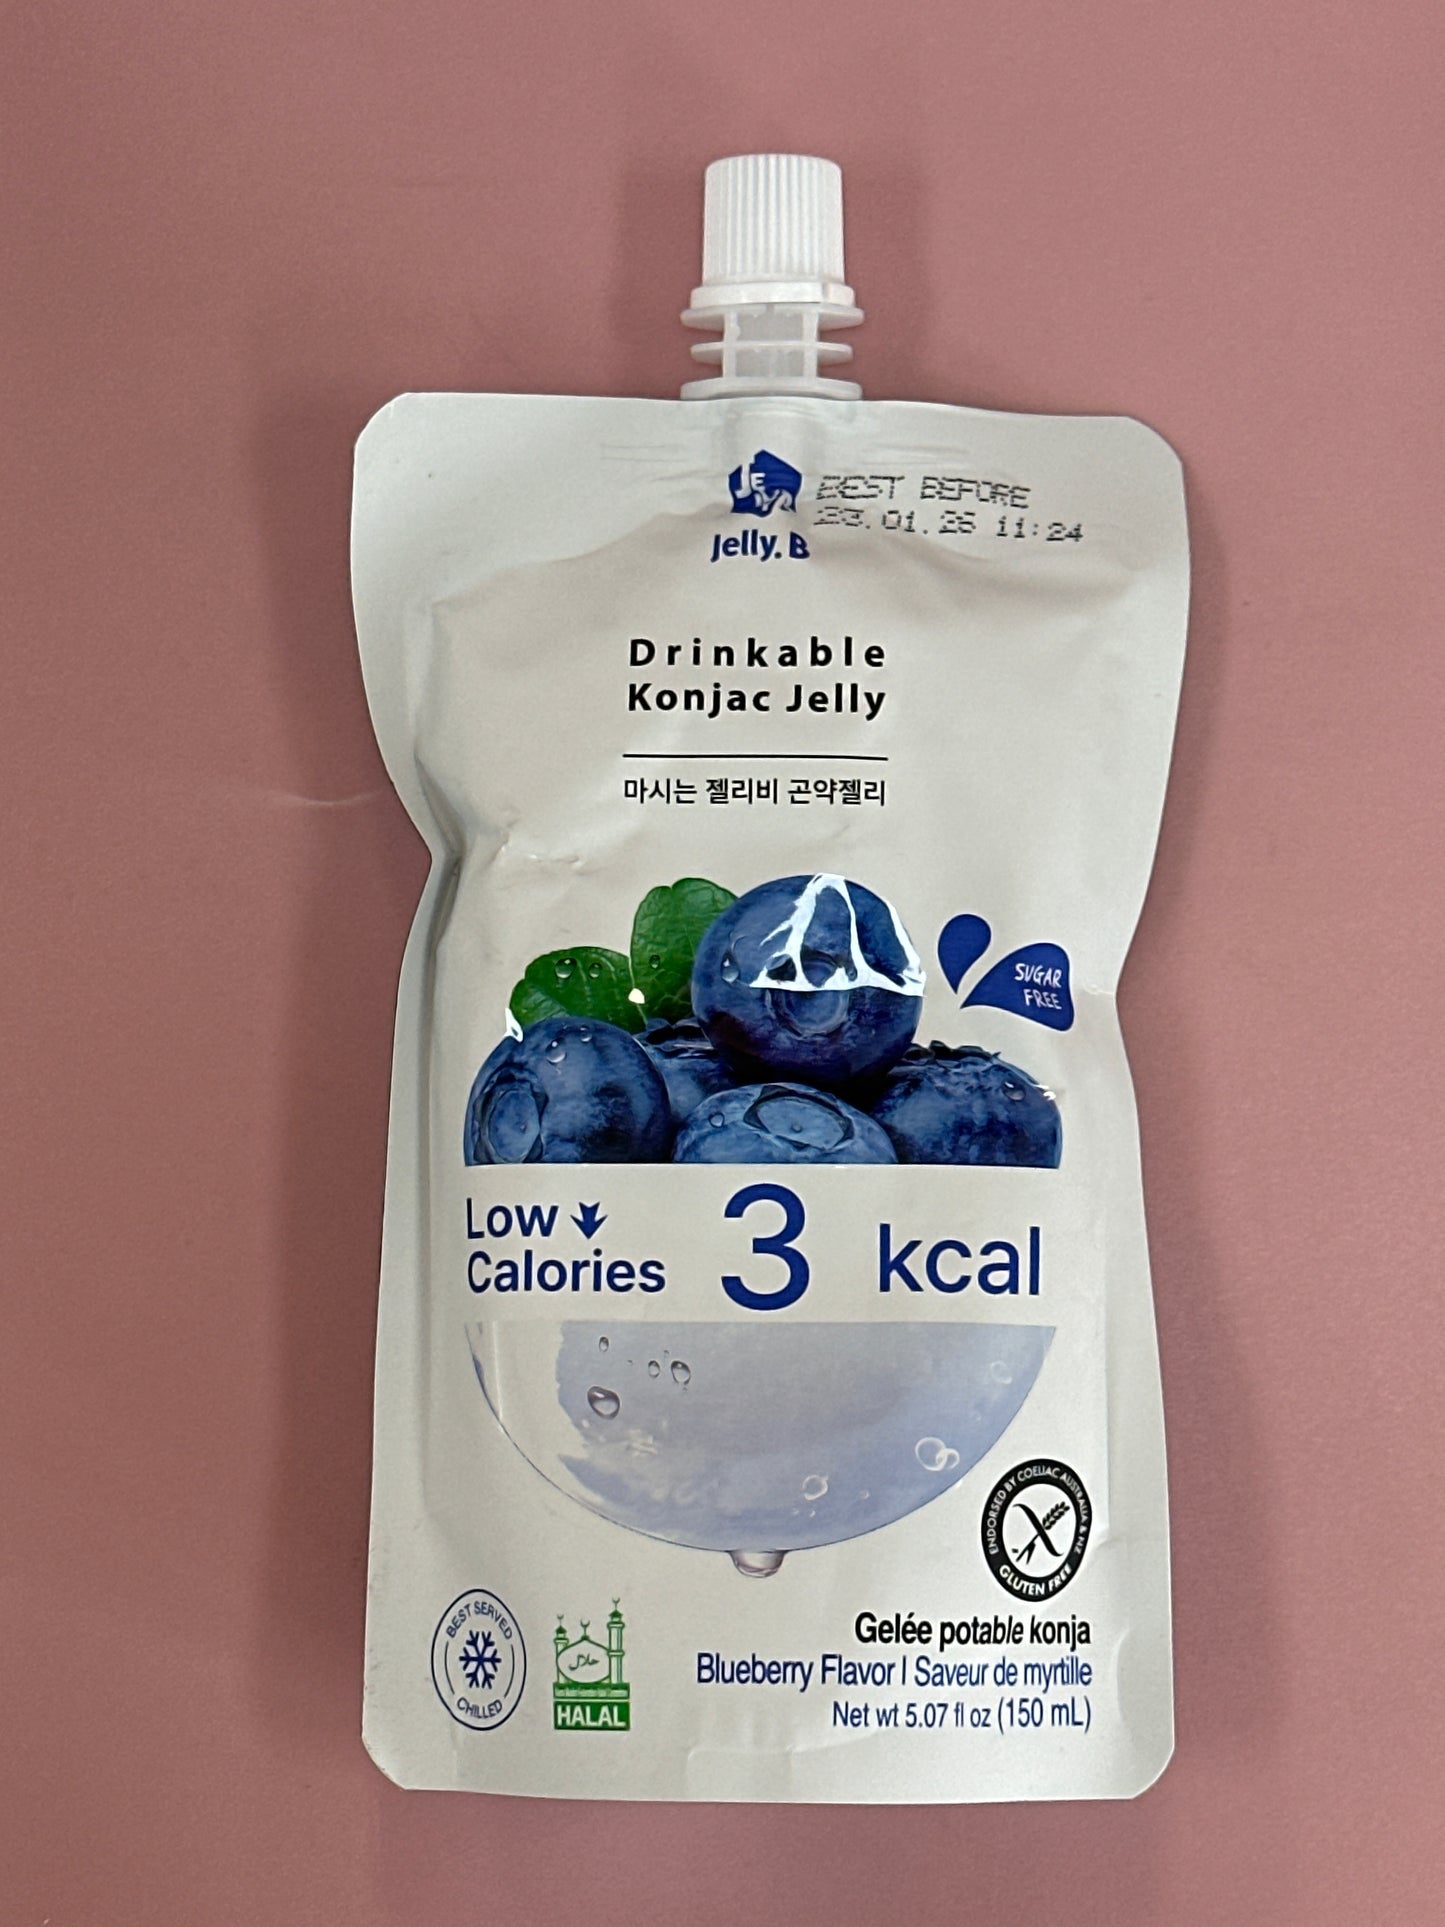 JE
Jelly. B
BEST BEFORE
23.01.26 11:24
Drinkable
Konjac Jelly
마시는 젤리비 곤약젤리
SUGAR
FREE
Low
Calories
3 kcal
ENDORSED BY COELIAC AUSTRALIA & NZ
GLUTEN FREE
BEST SERVED
CHILLED
حلال
HALAL
Gelée potable konja
Blueberry Flavor | Saveur de myrtille
Net wt 5.07 fl oz (150 mL)